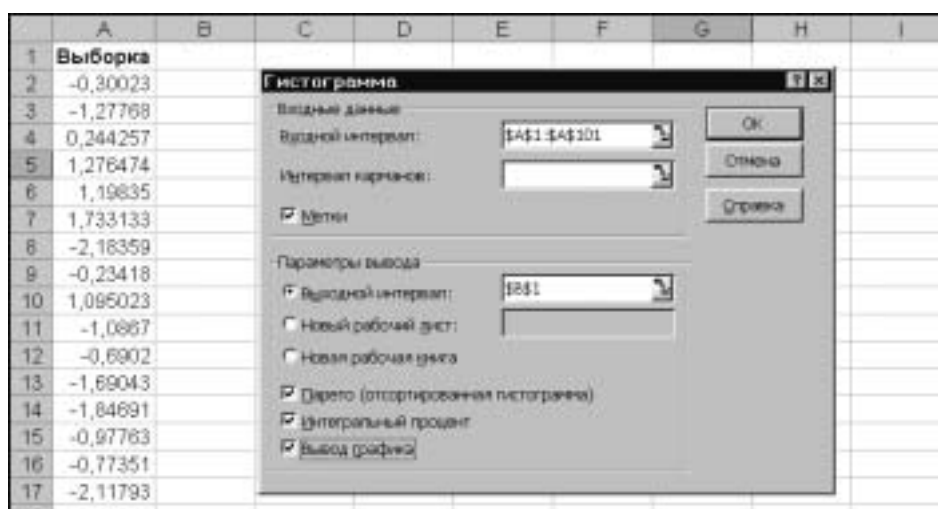 A B C D E F G H I
1 Выборка
2 -0,30023
3 -1,27768
4 0,244257
5 1,276474
6 1,19835
7 1,733133
8 -2,18359
9 -0,23418
10 1,095023
11 -1,0867
12 -0,6902
13 -1,69043
14 -1,84691
15 -0,97763
16 -0,77351
17 -2,11793
Гистограмма
Входные данные
Входной интервал: $A$1:$A$101
Интервал карманов:
Метки
OK
Отмена
Справка
Параметры вывода
Выходной интервал: $B$1
Новый рабочий лист:
Новая рабочая книга
Парето (отсортированная гистограмма)
Интегральный процент
Вывод графика